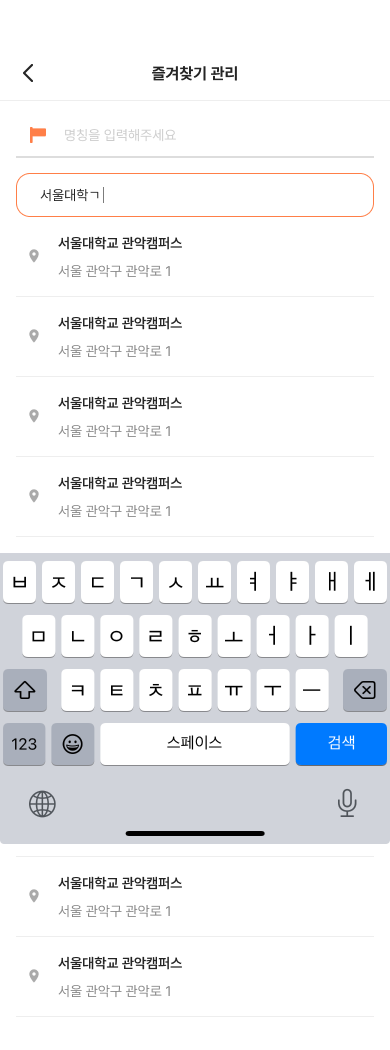 즐겨찾기 관리
명칭을 입력해주세요
서울대학ㄱ
서울대학교 관악캠퍼스
서울 관악구 관악로 1
서울대학교 관악캠퍼스
서울 관악구 관악로 1
서울대학교 관악캠퍼스
서울 관악구 관악로 1
서울대학교 관악캠퍼스
서울 관악구 관악로 1
ㅂ ㅈ ㄷ ㄱ ㅅ ㅛ ㅕ ㅑ ㅐ ㅔ
ㅁ ㄴ ㅇ ㄹ ㅎ ㅗ ㅓ ㅏ ㅣ
ㅋ ㅌ ㅊ ㅍ ㅠ ㅜ ㅡ
123 스페이스 검색
서울대학교 관악캠퍼스
서울 관악구 관악로 1
서울대학교 관악캠퍼스
서울 관악구 관악로 1